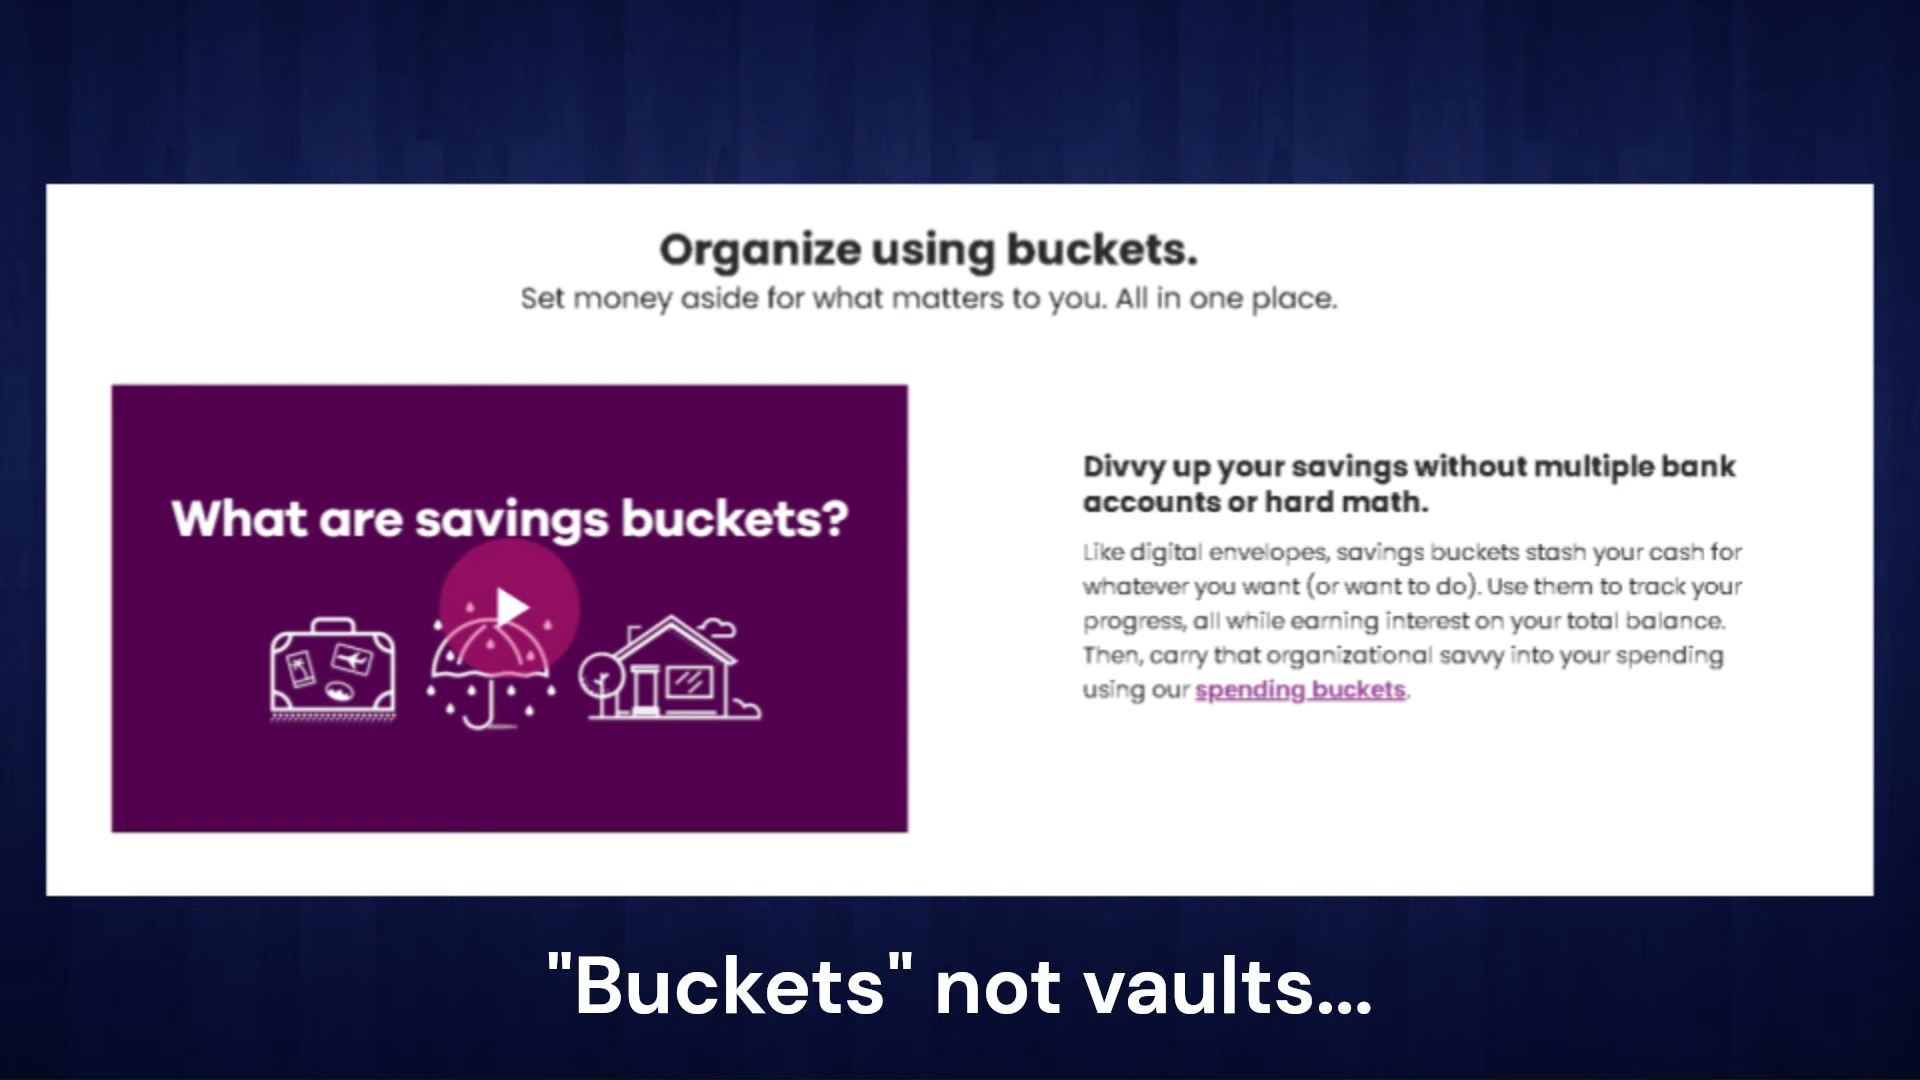 Organize using buckets.
Set money aside for what matters to you. All in one place.
What are savings buckets?
Divvy up your savings without multiple bank
accounts or hard math.
Like digital envelopes, savings buckets stash your cash for
whatever you want (or want to do). Use them to track your
progress, all while earning interest on your total balance.
Then, carry that organizational savvy into your spending
using our spending buckets.
"Buckets" not vaults...